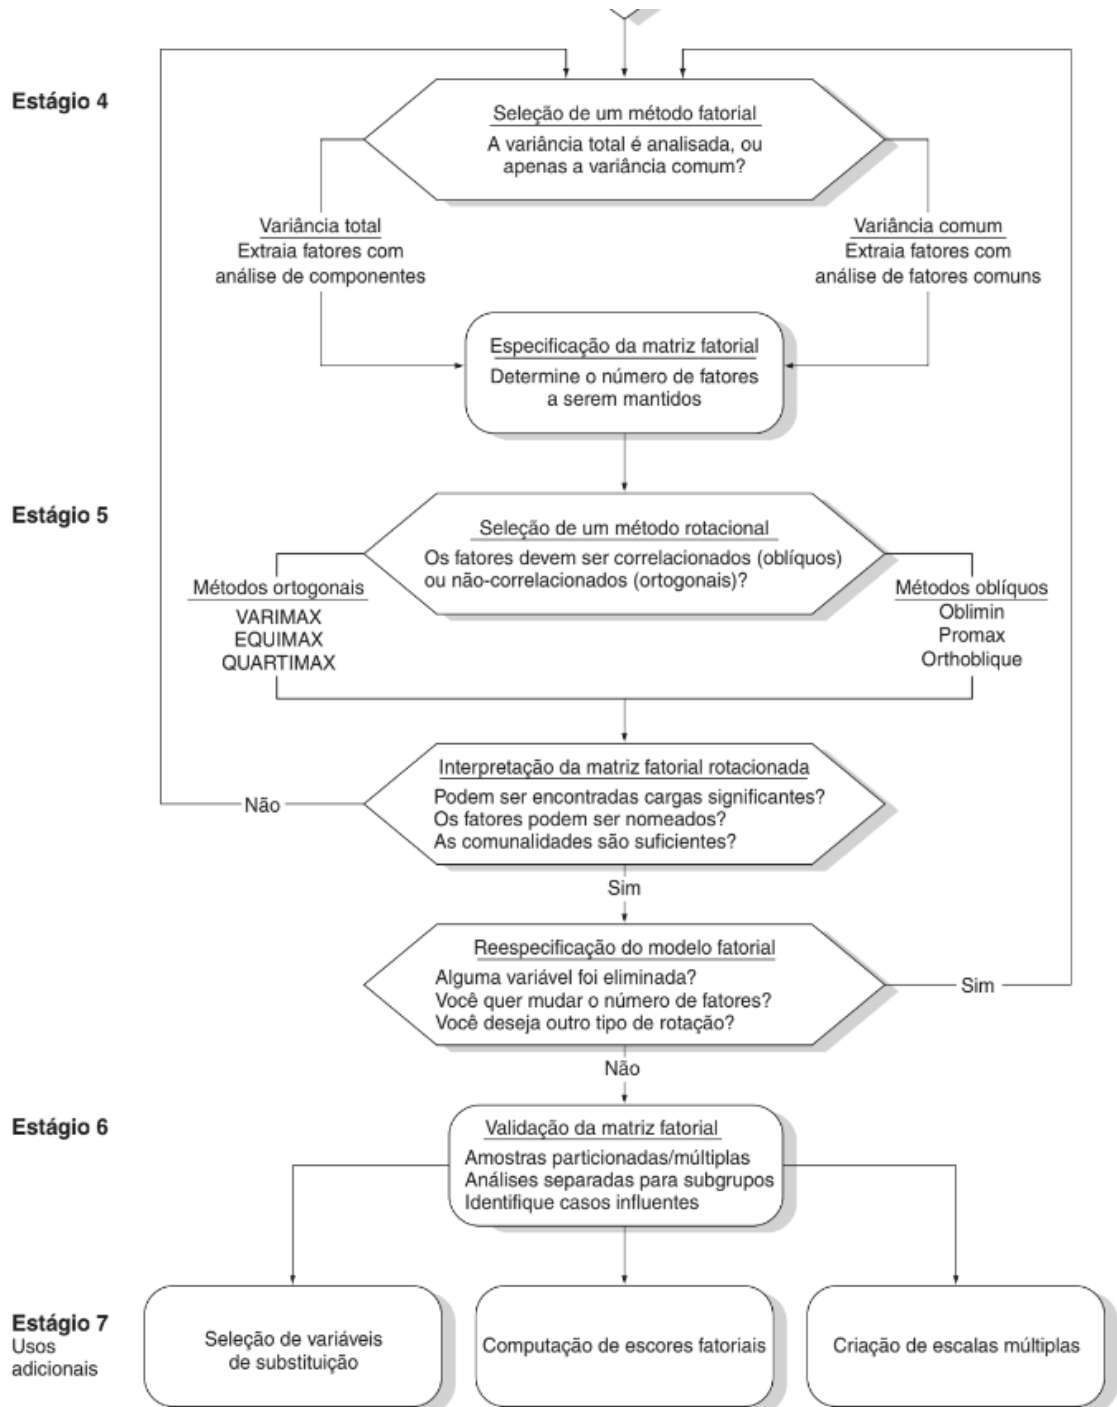 Estágio 4
Seleção de um método fatorial
A variância total é analisada, ou
apenas a variância comum?
Variância total
Extraia fatores com
análise de componentes
Variância comum
Extraia fatores com
análise de fatores comuns
Especificação da matriz fatorial
Determine o número de fatores
a serem mantidos
Estágio 5
Seleção de um método rotacional
Os fatores devem ser correlacionados (oblíquos)
ou não-correlacionados (ortogonais)?
Métodos ortogonais
VARIMAX
EQUIMAX
QUARTIMAX
Métodos oblíquos
Oblimin
Promax
Orthoblique
Interpretação da matriz fatorial rotacionada
Podem ser encontradas cargas significantes?
Os fatores podem ser nomeados?
As comunalidades são suficientes?
Não
Sim
Reespecificação do modelo fatorial
Alguma variável foi eliminada?
Você quer mudar o número de fatores?
Você deseja outro tipo de rotação?
Sim
Não
Estágio 6
Validação da matriz fatorial
Amostras particionadas/múltiplas
Análises separadas para subgrupos
Identifique casos influentes
Estágio 7
Usos
adicionais
Seleção de variáveis
de substituição
Computação de escores fatoriais
Criação de escalas múltiplas